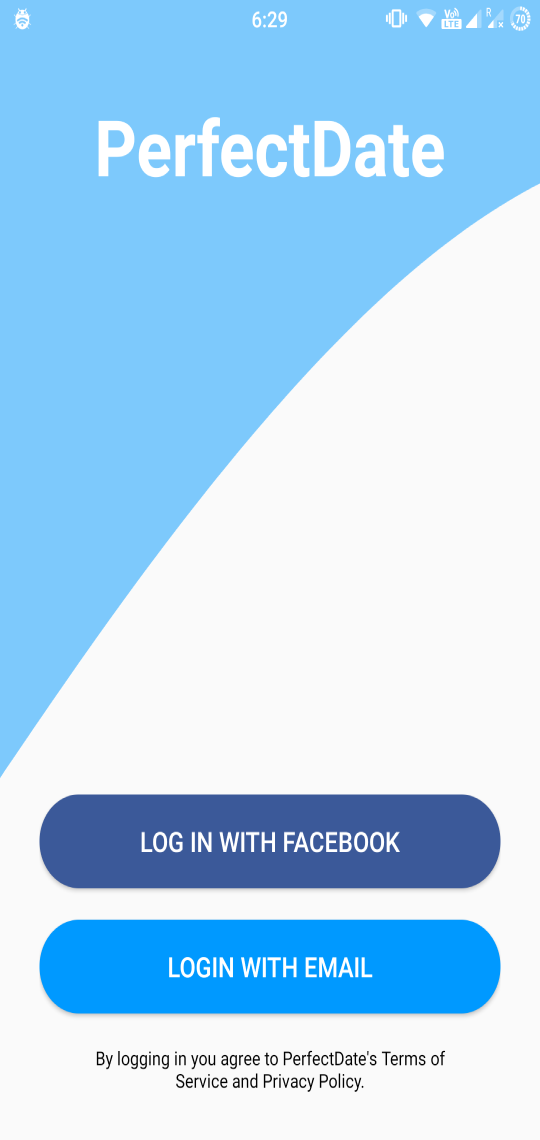 6:29
Vo) LTE
R
70
PerfectDate
LOG IN WITH FACEBOOK
LOGIN WITH EMAIL
By logging in you agree to PerfectDate's Terms of
Service and Privacy Policy.